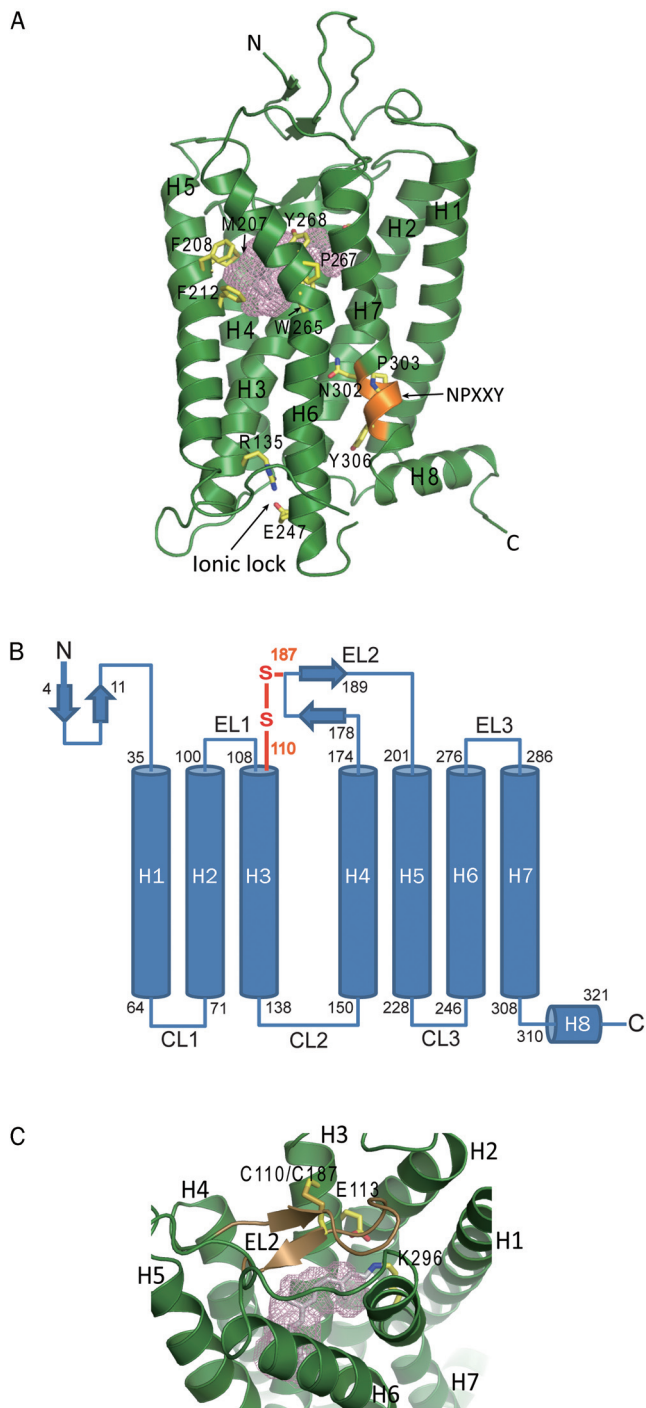 A
N
H5
H1
M207
Y268
H2
F208
P267
F212
H7
H4
W265
P303
N302
NPXXY
H3
H6
R135
Y306
H8
E247
C
Ionic lock
B
N
187
EL2
4
11
S
189
EL1
S
178
110
EL3
35
100
108
174
201
276
286
H1
H2
H3
H4
H5
H6
H7
64
71
138
150
228
246
308
321
310
H8
C
CL1
CL2
CL3
C
H3
H2
C110/C187
H4
E113
EL2
H1
K296
H5
H6
H7